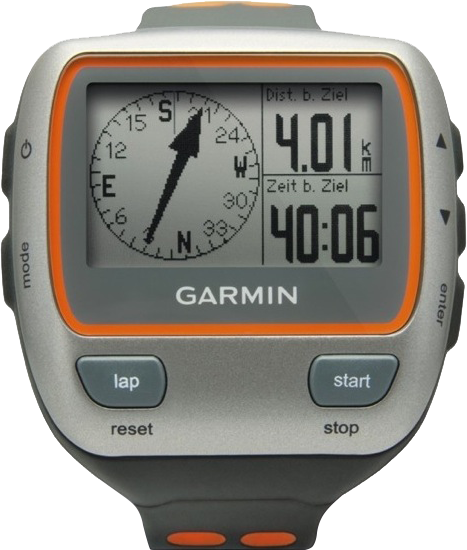 Dist. b. Ziel
4.01 km
Zeit b. Ziel
40:06
S
21
24
W
30
33
N
6
E
12
15
GARMIN
mode
enter
lap
start
reset
stop